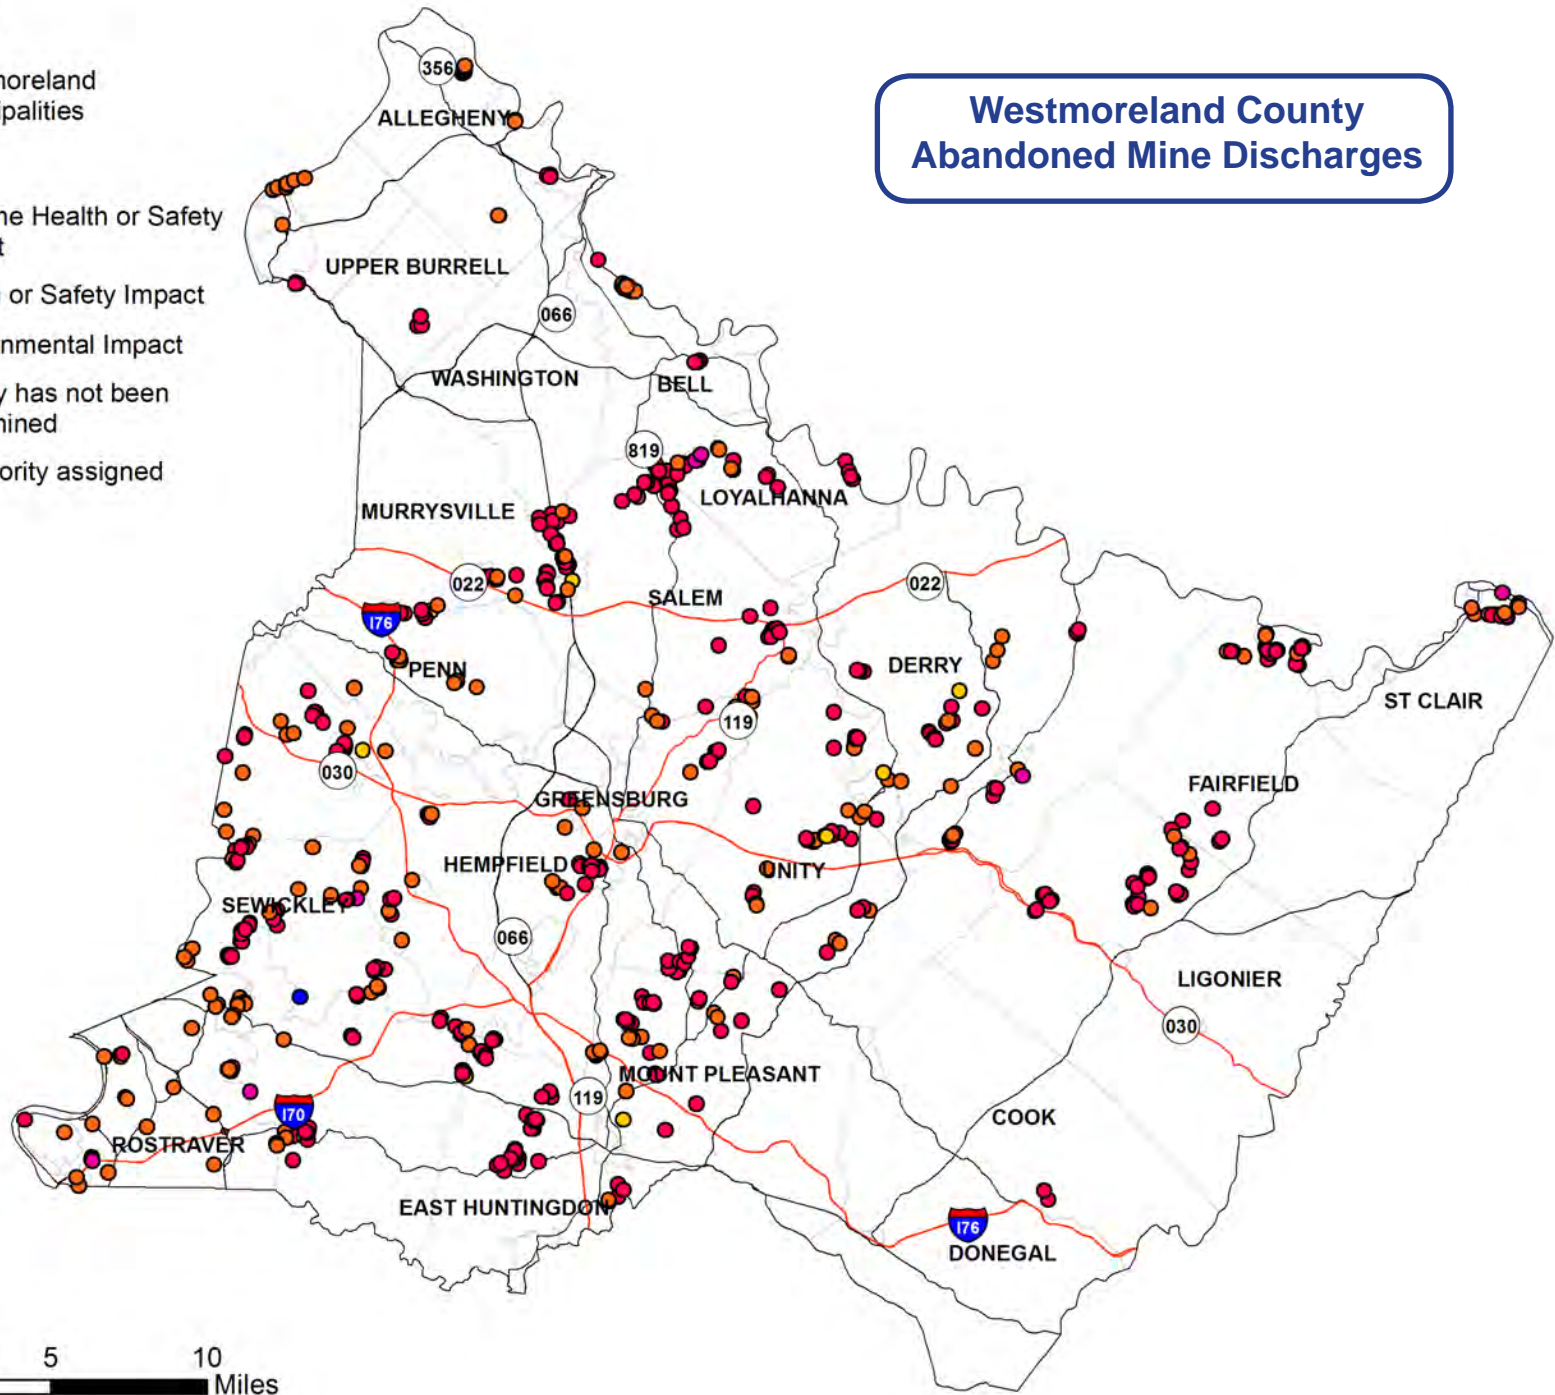 Westmoreland County
Abandoned Mine Discharges
moreland
ipalities
ne Health or Safety
t
or Safety Impact
nmental Impact
y has not been
nined
ority assigned
356
ALLEGHENY
UPPER BURRELL
066
WASHINGTON
BELL
819
LOYALHANNA
MURRYSVILLE
022
022
SALEM
I76
PENN
DERRY
ST CLAIR
119
030
FAIRFIELD
GREENSBURG
HEMPFIELD
UNITY
SEWICKLEY
066
LIGONIER
030
MOUNT PLEASANT
119
I70
COOK
ROSTRAVER
EAST HUNTINGDON
I76
DONEGAL
5 10
Miles